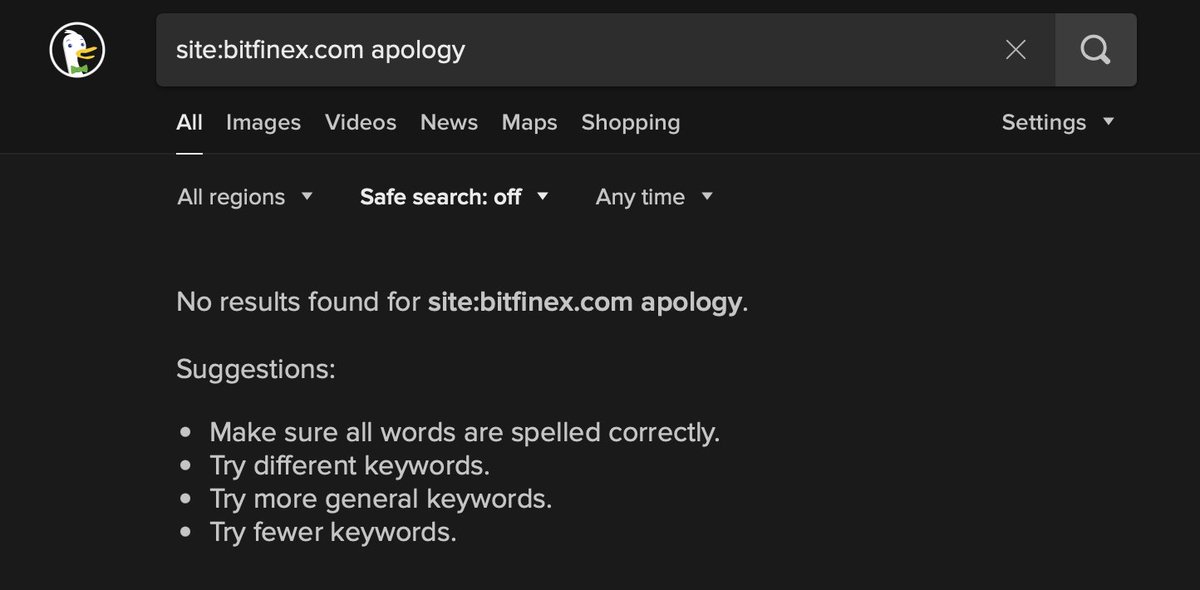 site:bitfinex.com apology
All Images Videos News Maps Shopping Settings
All regions Safe search: off Any time
No results found for site:bitfinex.com apology.
Suggestions:
• Make sure all words are spelled correctly.
• Try different keywords.
• Try more general keywords.
• Try fewer keywords.